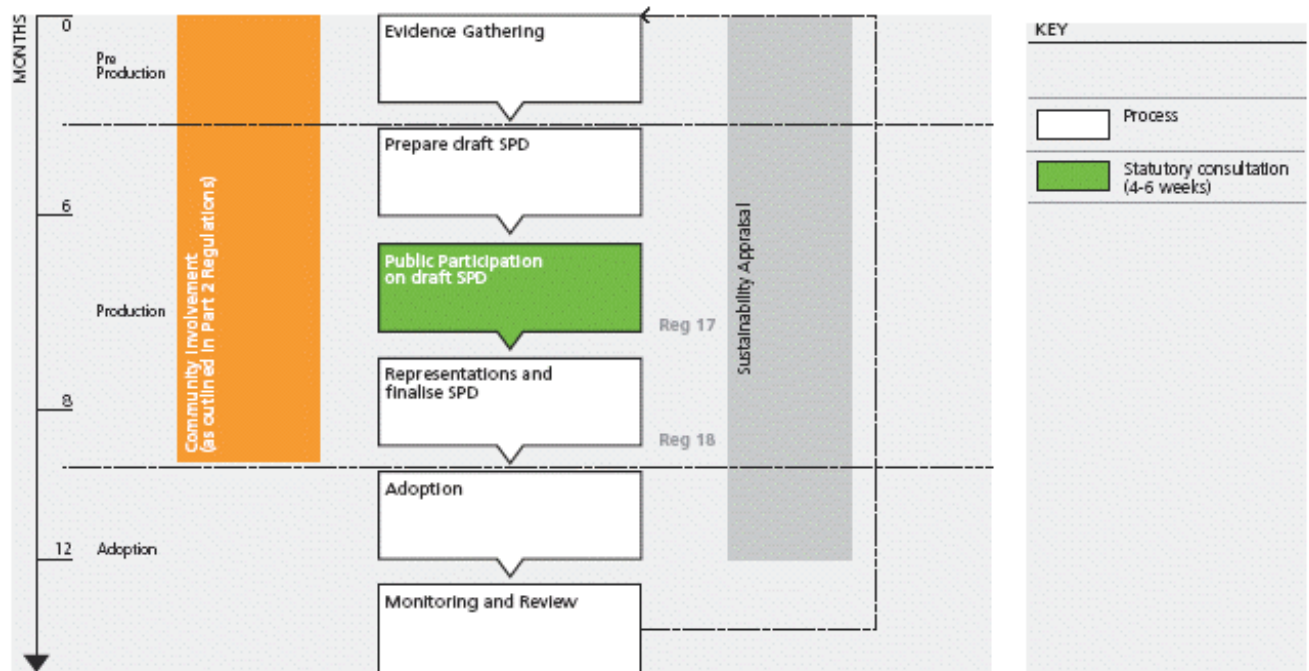 MONTHS
0
Pre
Production
6
Production
8
12
Adoption
Community Involvement
(as outlined in Part 2 Regulations)
Evidence Gathering
Prepare draft SPD
Public Participation
on draft SPD
Reg 17
Representations and
finalise SPD
Reg 18
Adoption
Monitoring and Review
Sustainability Appraisal
KEY
Process
Statutory consultation
(4-6 weeks)